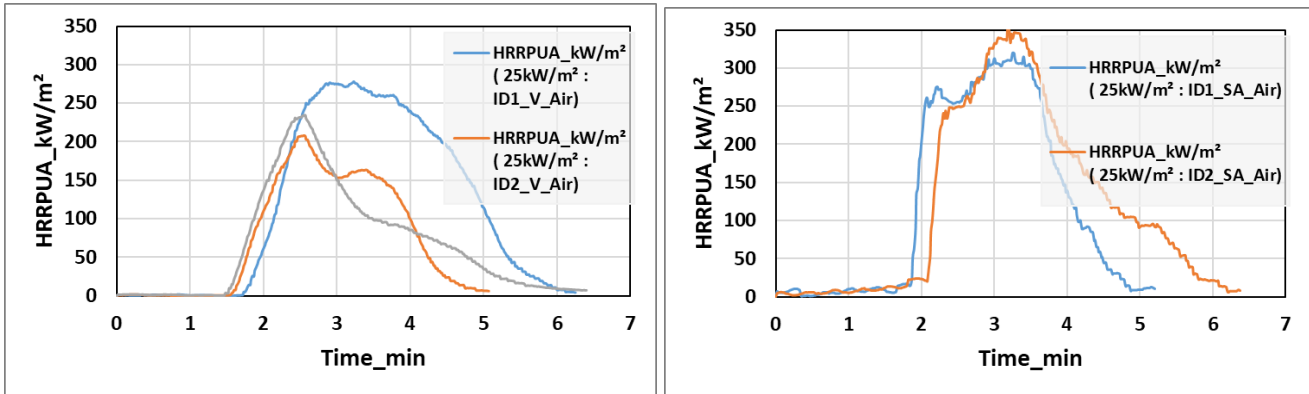 350
300
250
200
150
100
50
0
HRRPUA_kW/m²
HRRPUA_kW/m²
( 25kW/m² :
ID1_V_Air)
HRRPUA_kW/m²
( 25kW/m² :
ID2_V_Air)
0 1 2 3 4 5 6 7
Time_min
350
300
250
200
150
100
50
0
HRRPUA_kW/m²
HRRPUA_kW/m²
( 25kW/m² : ID1_SA_Air)
HRRPUA_kW/m²
( 25kW/m² : ID2_SA_Air)
0 1 2 3 4 5 6 7
Time_min